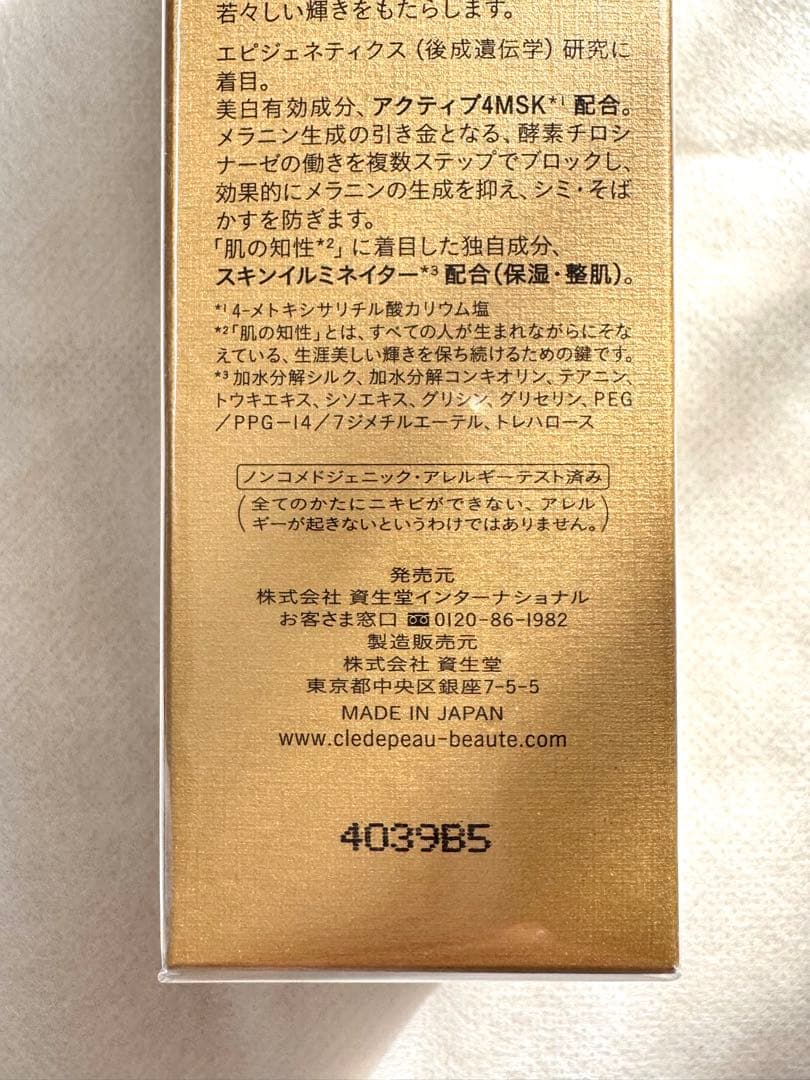 若々しい輝きをもたらします。
エピジェネティクス（後成遺伝学）研究に
着目。
美白有効成分、アクティブ4MSK*1 配合。
メラニン生成の引き金となる、酵素チロシ
ナーゼの働きを複数ステップでブロックし、
効果的にメラニンの生成を抑え、シミ・そば
かすを防ぎます。
「肌の知性*2」に着目した独自成分、
スキンイルミネイター*3 配合（保湿・整肌）。
*1 4-メトキシサリチル酸カリウム塩
*2「肌の知性」とは、すべての人が生まれながらにそな
えている、生涯美しい輝きを保ち続けるための鍵です。
*3 加水分解シルク、加水分解コンキオリン、テアニン、
トウキエキス、シソエキス、グリシン、グリセリン、PEG
／PPG-14／7ジメチルエーテル、トレハロース
ノンコメドジェニック・アレルギーテスト済み
（全てのかたにニキビができない、アレル
ギーが起きないというわけではありません。）
発売元
株式会社 資生堂インターナショナル
お客さま窓口 0120-86-1982
製造販売元
株式会社 資生堂
東京都中央区銀座7-5-5
MADE IN JAPAN
www.cledepeau-beaute.com
4039B5